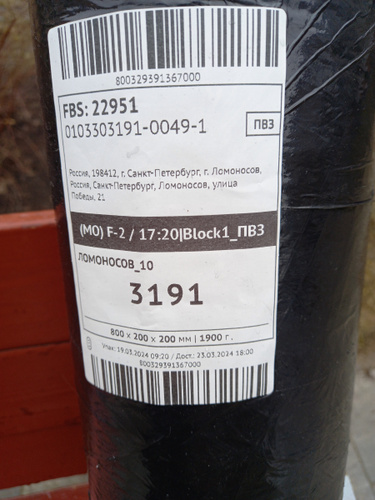 800329391367000
FBS: 22951
0103303191-0049-1
ПВЗ
Россия, 198412, г. Санкт-Петербург, г. Ломоносов,
Россия, Санкт-Петербург, Ломоносов, улица
Победы, 21
(МО) F-2 / 17:20|Block1_ПВЗ
ЛОМОНОСОВ_10
3191
800 x 200 x 200 мм | 1900 г.
Упак: 19.03.2024 09:20 / Дост.: 23.03.2024 18:00
800329391367000